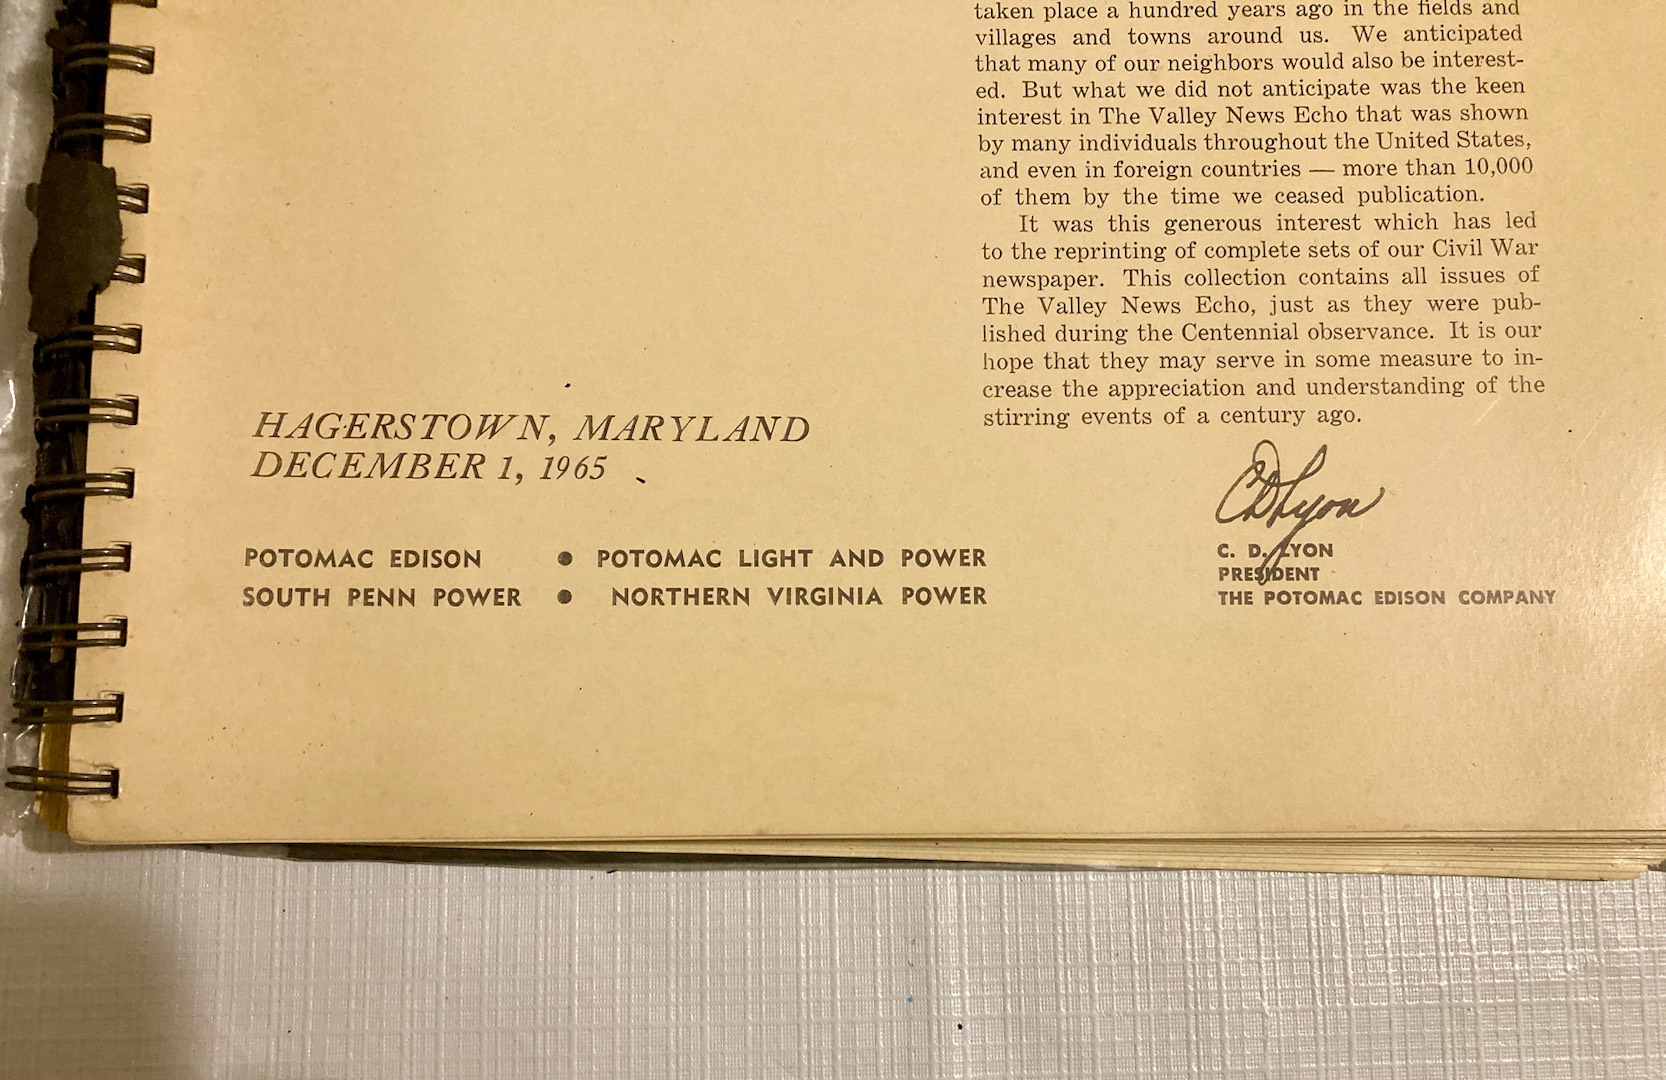 taken place a hundred years ago in the fields and
villages and towns around us. We anticipated
that many of our neighbors would also be interest-
ed. But what we did not anticipate was the keen
interest in The Valley News Echo that was shown
by many individuals throughout the United States,
and even in foreign countries — more than 10,000
of them by the time we ceased publication.
It was this generous interest which has led
to the reprinting of complete sets of our Civil War
newspaper. This collection contains all issues of
The Valley News Echo, just as they were pub-
lished during the Centennial observance. It is our
hope that they may serve in some measure to in-
crease the appreciation and understanding of the
stirring events of a century ago.
HAGERSTOWN, MARYLAND
DECEMBER 1, 1965
POTOMAC EDISON ● POTOMAC LIGHT AND POWER
SOUTH PENN POWER ● NORTHERN VIRGINIA POWER
CDLyon
C. D. LYON
PRESIDENT
THE POTOMAC EDISON COMPANY